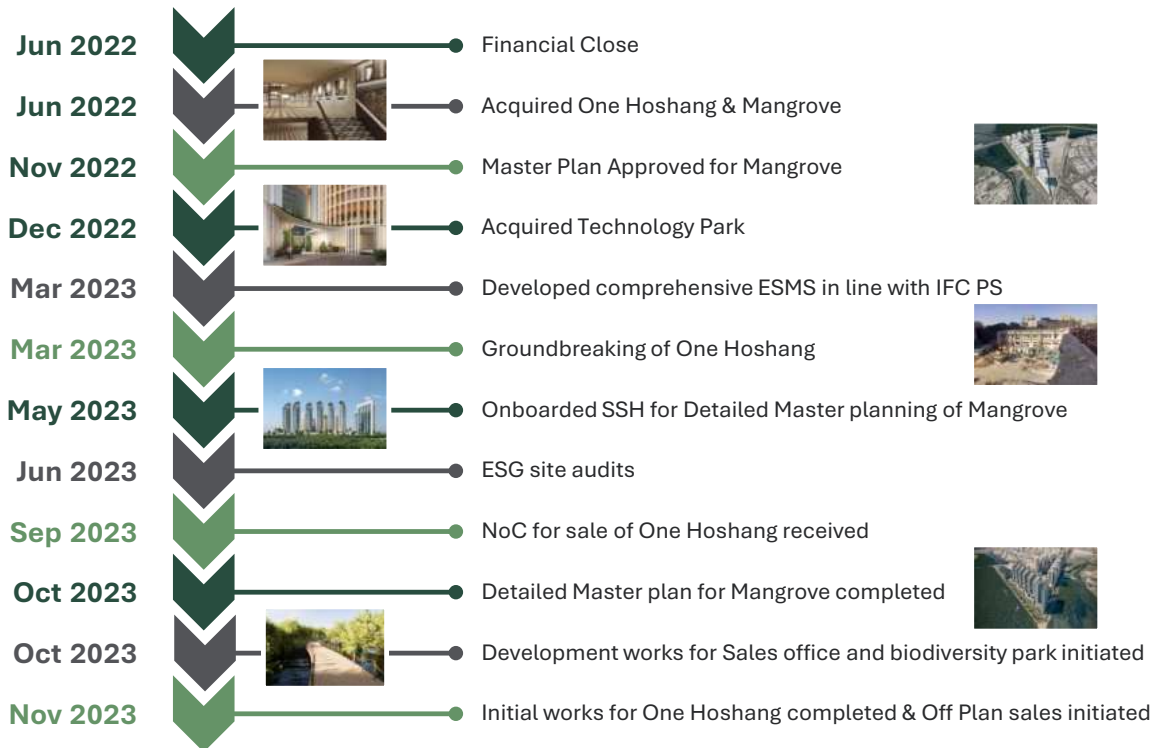 Jun 2022 Financial Close
Jun 2022 Acquired One Hoshang & Mangrove
Nov 2022 Master Plan Approved for Mangrove
Dec 2022 Acquired Technology Park
Mar 2023 Developed comprehensive ESMS in line with IFC PS
Mar 2023 Groundbreaking of One Hoshang
May 2023 Onboarded SSH for Detailed Master planning of Mangrove
Jun 2023 ESG site audits
Sep 2023 NoC for sale of One Hoshang received
Oct 2023 Detailed Master plan for Mangrove completed
Oct 2023 Development works for Sales office and biodiversity park initiated
Nov 2023 Initial works for One Hoshang completed & Off Plan sales initiated